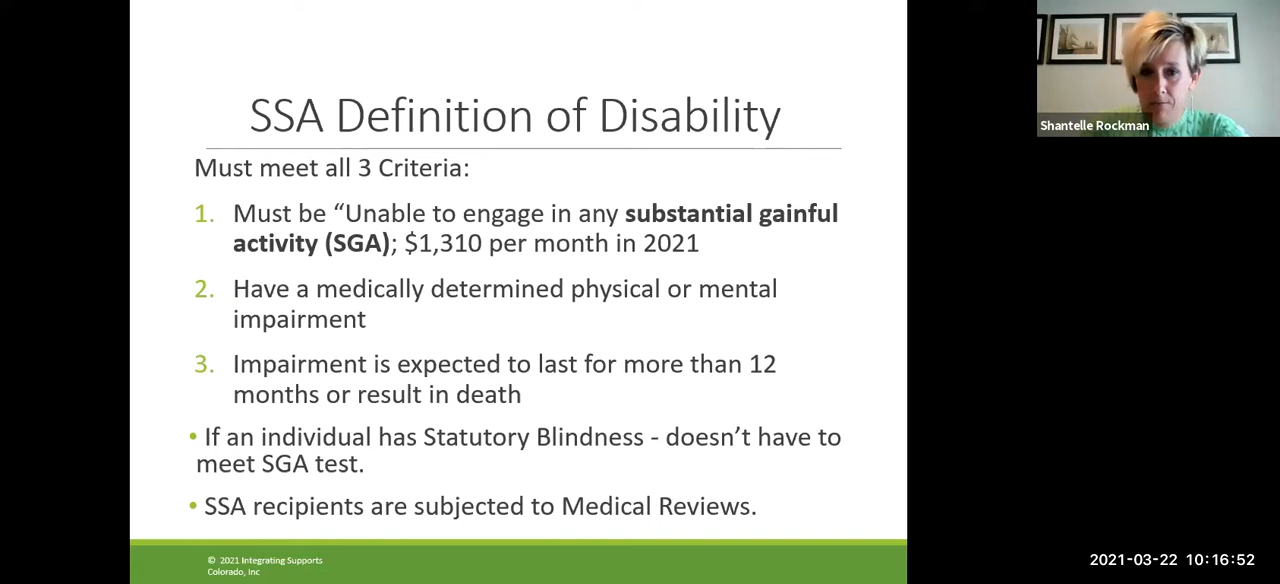 SSA Definition of Disability
Must meet all 3 Criteria:
1. Must be “Unable to engage in any substantial gainful
activity (SGA); $1,310 per month in 2021
2. Have a medically determined physical or mental
impairment
3. Impairment is expected to last for more than 12
months or result in death
• If an individual has Statutory Blindness - doesn’t have to
meet SGA test.
• SSA recipients are subjected to Medical Reviews.
© 2021 Integrating Supports
Colorado, Inc
Shantelle Rockman
2021-03-22 10:16:52